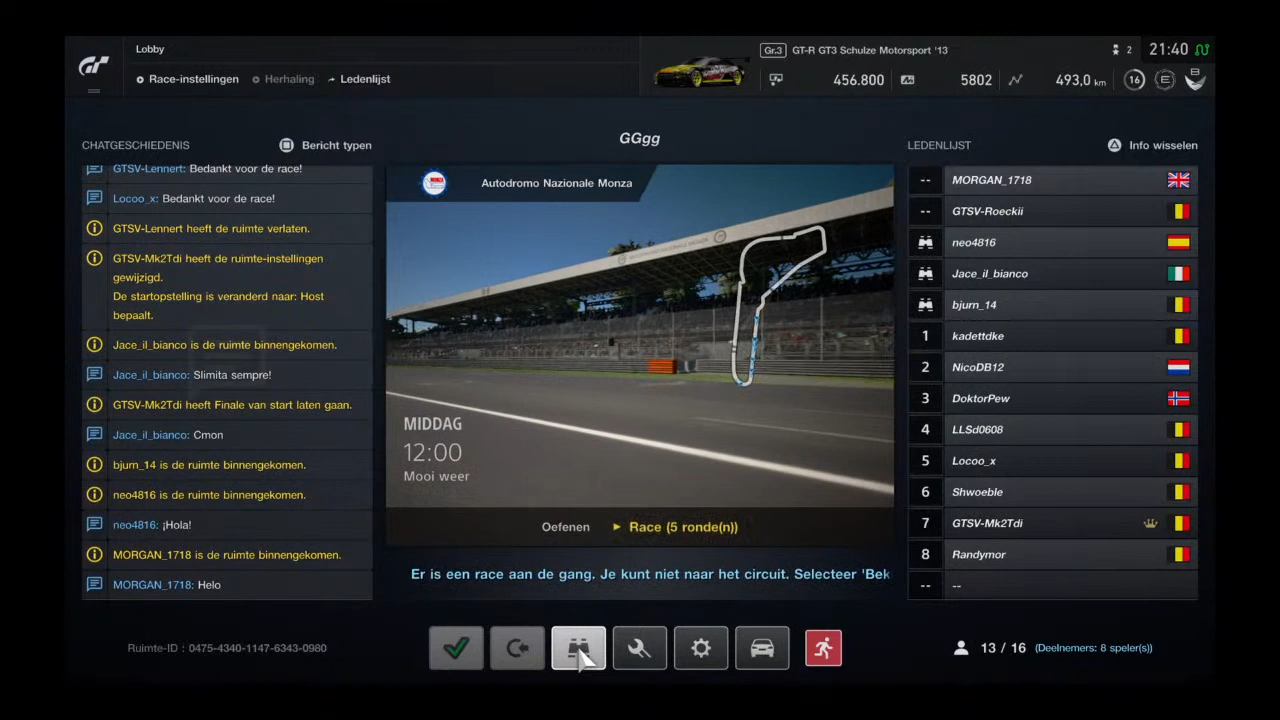 Lobby
Gr.3 GT-R GT3 Schulze Motorsport '13
2 21:40
Race-instellingen Herhaling Ledenlijst
456.800 5802 493,0 km 16 E B
GGgg
CHATGESCHIEDENIS Bericht typen
LEDENLIJST Info wisselen
GTSV-Lennert: Bedankt voor de race!
Locoo_x: Bedankt voor de race!
GTSV-Lennert heeft de ruimte verlaten.
GTSV-Mk2Tdi heeft de ruimte-instellingen
gewijzigd.
De startopstelling is veranderd naar: Host
bepaalt.
Jace_il_bianco is de ruimte binnengekomen.
Jace_il_bianco: Slimita sempre!
GTSV-Mk2Tdi heeft Finale van start laten gaan.
Jace_il_bianco: Cmon
bjurn_14 is de ruimte binnengekomen.
neo4816 is de ruimte binnengekomen.
neo4816: ¡Hola!
MORGAN_1718 is de ruimte binnengekomen.
MORGAN_1718: Helo
Autodromo Nazionale Monza
MIDDAG
12:00
Mooi weer
Oefenen Race (5 ronde(n))
Er is een race aan de gang. Je kunt niet naar het circuit. Selecteer 'Bek
-- MORGAN_1718
-- GTSV-Roeckii
neo4816
Jace_il_bianco
bjurn_14
1 kadettdke
2 NicoDB12
3 DoktorPew
4 LLSd0608
5 Locoo_x
6 Shwoeble
7 GTSV-Mk2Tdi
8 Randymor
-- --
Ruimte-ID : 0475-4340-1147-6343-0980
13 / 16 (Deelnemers: 8 speler(s))